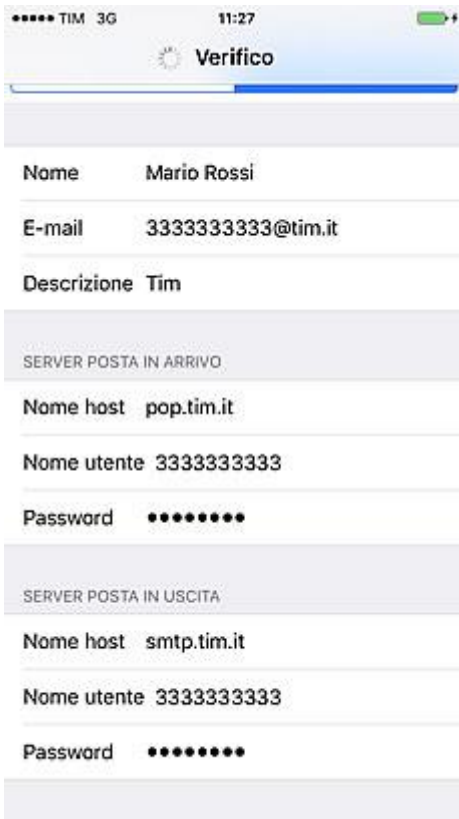 TIM 3G 11:27
Verifico
Nome Mario Rossi
E-mail 3333333333@tim.it
Descrizione Tim
SERVER POSTA IN ARRIVO
Nome host pop.tim.it
Nome utente 3333333333
Password ••••••••
SERVER POSTA IN USCITA
Nome host smtp.tim.it
Nome utente 3333333333
Password ••••••••